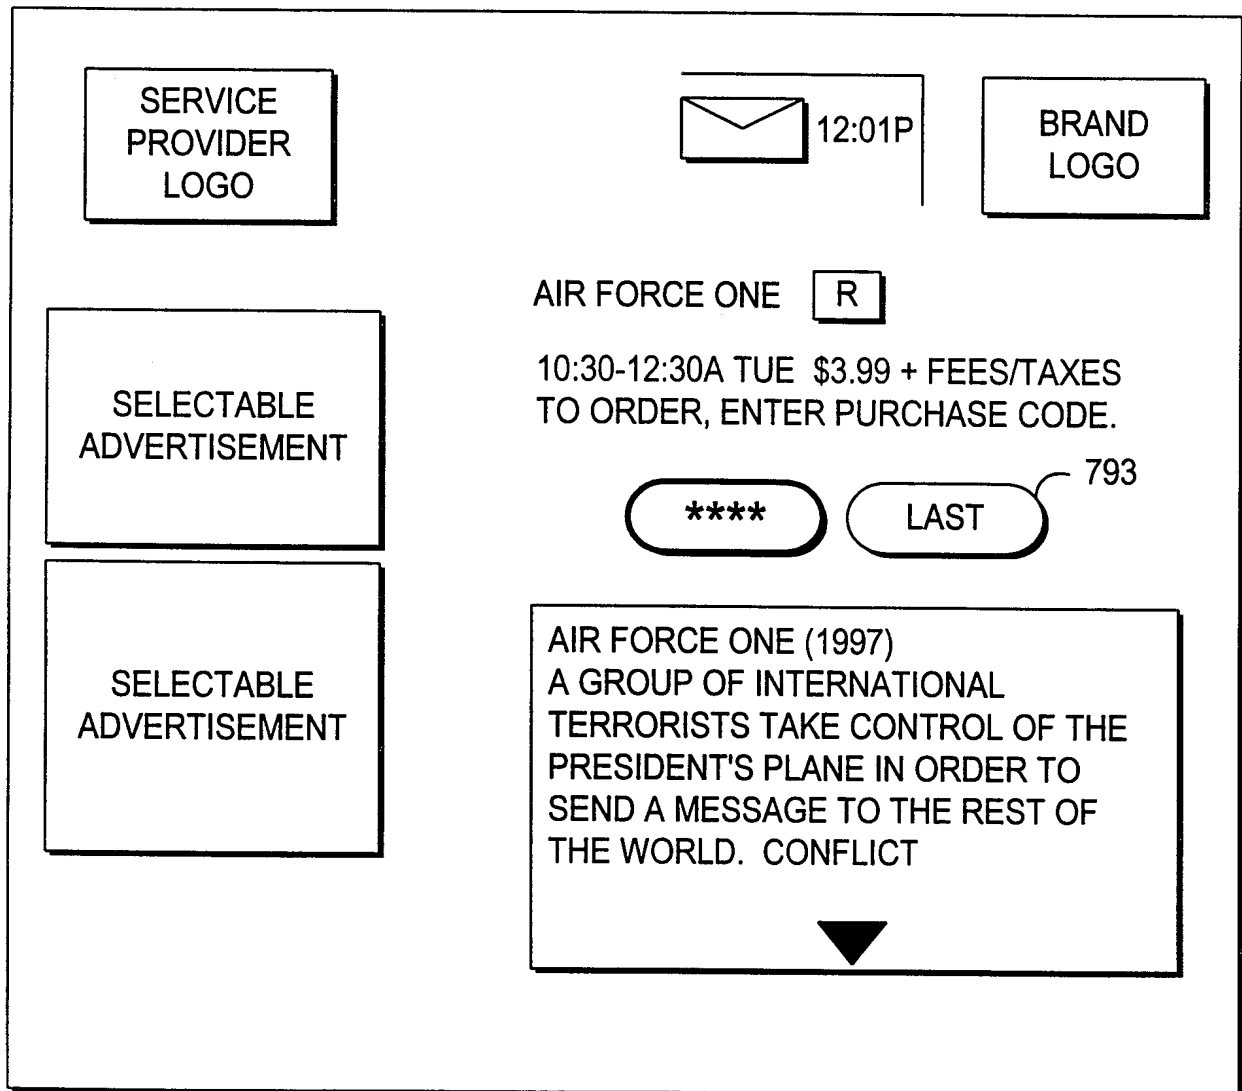 SERVICE
PROVIDER
LOGO
12:01P
BRAND
LOGO
AIR FORCE ONE R
10:30-12:30A TUE $3.99 + FEES/TAXES
TO ORDER, ENTER PURCHASE CODE.
**** LAST 793
SELECTABLE
ADVERTISEMENT
SELECTABLE
ADVERTISEMENT
AIR FORCE ONE (1997)
A GROUP OF INTERNATIONAL
TERRORISTS TAKE CONTROL OF THE
PRESIDENT'S PLANE IN ORDER TO
SEND A MESSAGE TO THE REST OF
THE WORLD. CONFLICT